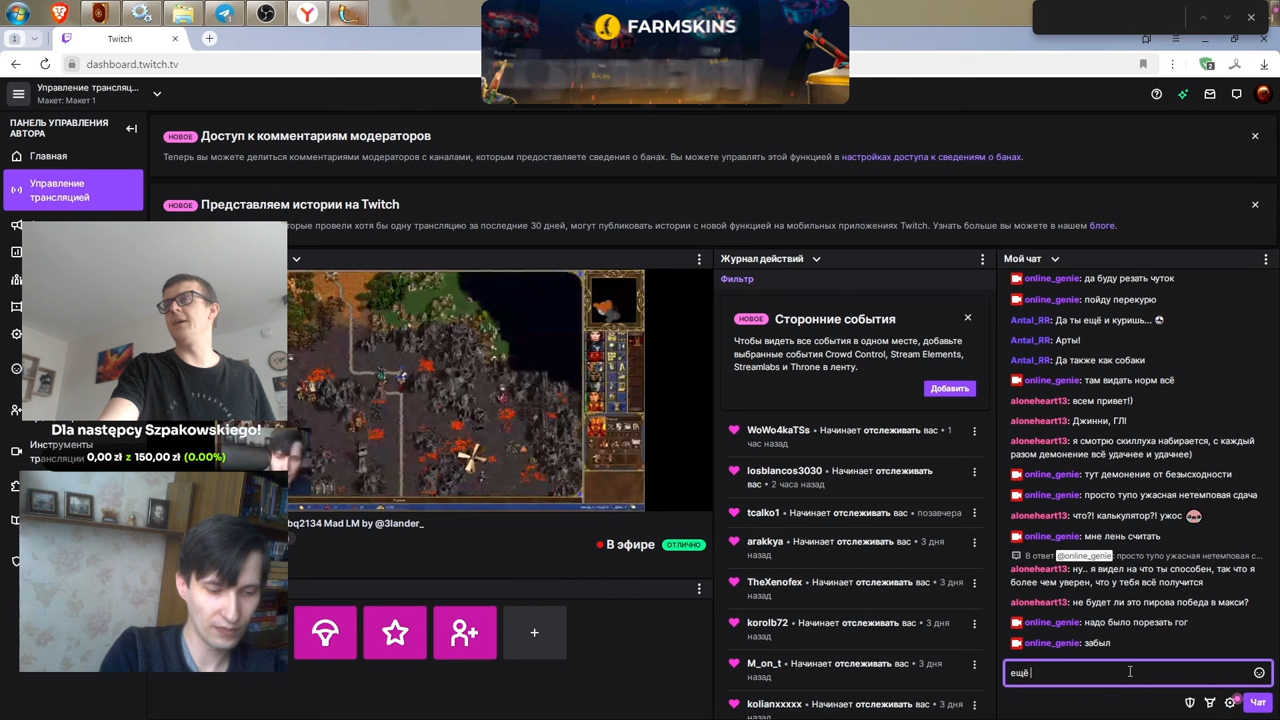 FARMSKINS
1
Twitch
dashboard.twitch.tv
2
Управление трансляц...
Макет: Макет 1
ПАНЕЛЬ УПРАВЛЕНИЯ
АВТОРА
Главная
Управление
трансляцией
НОВОЕ Доступ к комментариям модераторов
Теперь вы можете делиться комментариями модераторов с каналами, которым предоставляете сведения о банах. Вы можете управлять этой функцией в настройках доступа к сведениям о банах.
НОВОЕ Представляем истории на Twitch
которые провели хотя бы одну трансляцию за последние 30 дней, могут публиковать истории с новой функцией на мобильных приложениях Twitch. Узнать больше вы можете в нашем блоге.
Dla następcy Szpakowskiego!
Инструменты
трансляции 0,00 zł z 150,00 zł (0.00%)
bq2134 Mad LM by @3lander_
В эфире ОТЛИЧНО
Журнал действий
Фильтр
НОВОЕ Сторонние события
Чтобы видеть все события в одном месте, добавьте
выбранные события Crowd Control, Stream Elements,
Streamlabs и Throne в ленту.
Добавить
WoWo4kaTSs • Начинает отслеживать вас • 1
час назад
losblancos3030 • Начинает отслеживать
вас • 2 часа назад
tcalko1 • Начинает отслеживать вас • позавчера
arakkya • Начинает отслеживать вас • 3 дня
назад
TheXenofex • Начинает отслеживать вас • 3 дня
назад
korolb72 • Начинает отслеживать вас • 3 дня
назад
M_on_t • Начинает отслеживать вас • 3 дня
назад
kolianxxxxx • Начинает отслеживать вас • 3 дня
Мой чат
online_genie: да буду резать чуток
online_genie: пойду перекурю
Antal_RR: Да ты ещё и куришь...
Antal_RR: Арты!
Antal_RR: Да также как собаки
online_genie: там видать норм всё
aloneheart13: всем привет!)
aloneheart13: Джинни, ГЛ!
aloneheart13: я смотрю скиллуха набирается, с каждый
разом демонение всё удачнее и удачнее)
online_genie: тут демонение от безысходности
online_genie: просто тупо ужасная нетемповая сдача
aloneheart13: что?! калькулятор?! ужос
online_genie: мне лень считать
В ответ @online_genie: просто тупо ужасная нетемповая с...
aloneheart13: ну.. я видел на что ты способен, так что я
более чем уверен, что у тебя всё получится
aloneheart13: не будет ли это пирова победа в макси?
online_genie: надо было порезать гог
online_genie: забыл
ещё
Чат